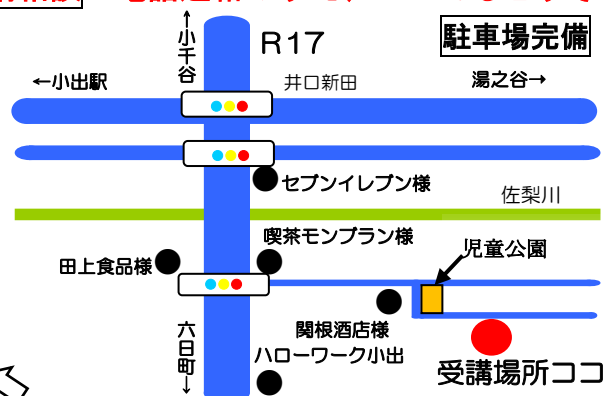 ↑小千谷
R17
駐車場完備
←小出駅
井口新田
湯之谷→
セブンイレブン様
佐梨川
喫茶モンブラン様
児童公園
田上食品様
関根酒店様
六日町↓
ハローワーク小出
受講場所ココ